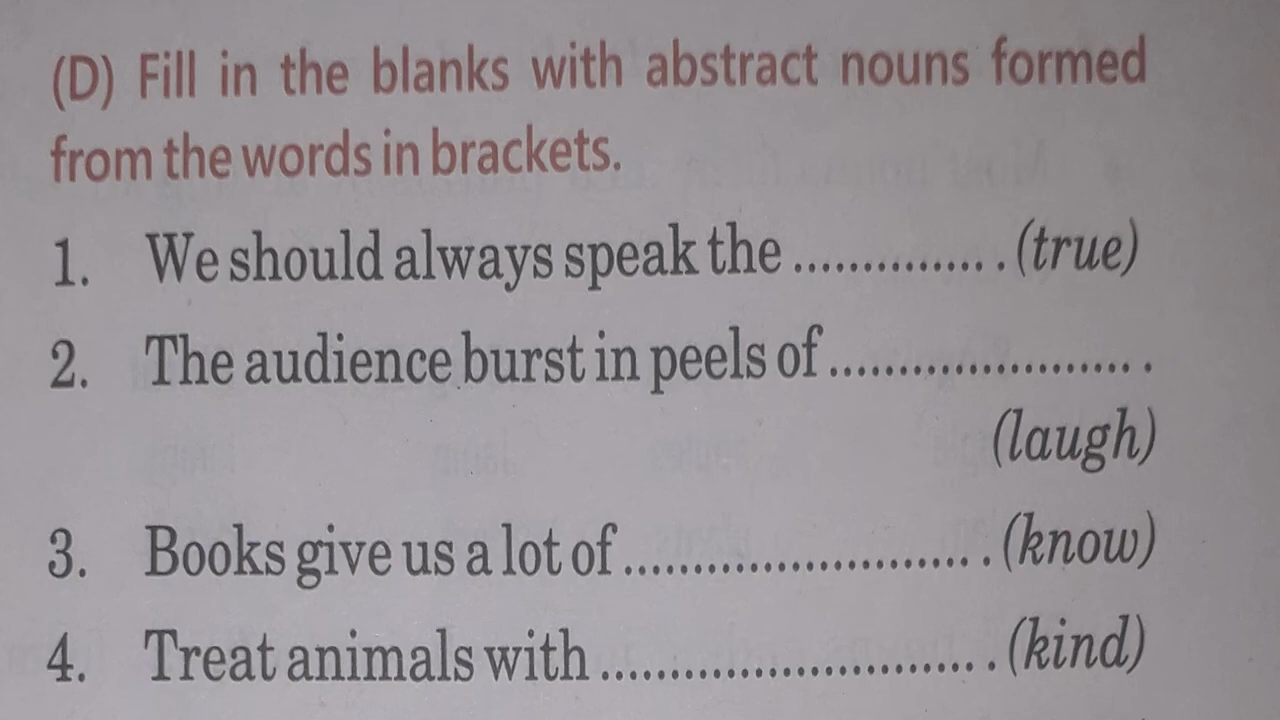 (D) Fill in the blanks with abstract nouns formed
from the words in brackets.
1. We should always speak the ............... . (true)
2. The audience burst in peels of ...................... .
(laugh)
3. Books give us a lot of .......................... . (know)
4. Treat animals with ........................... . (kind)